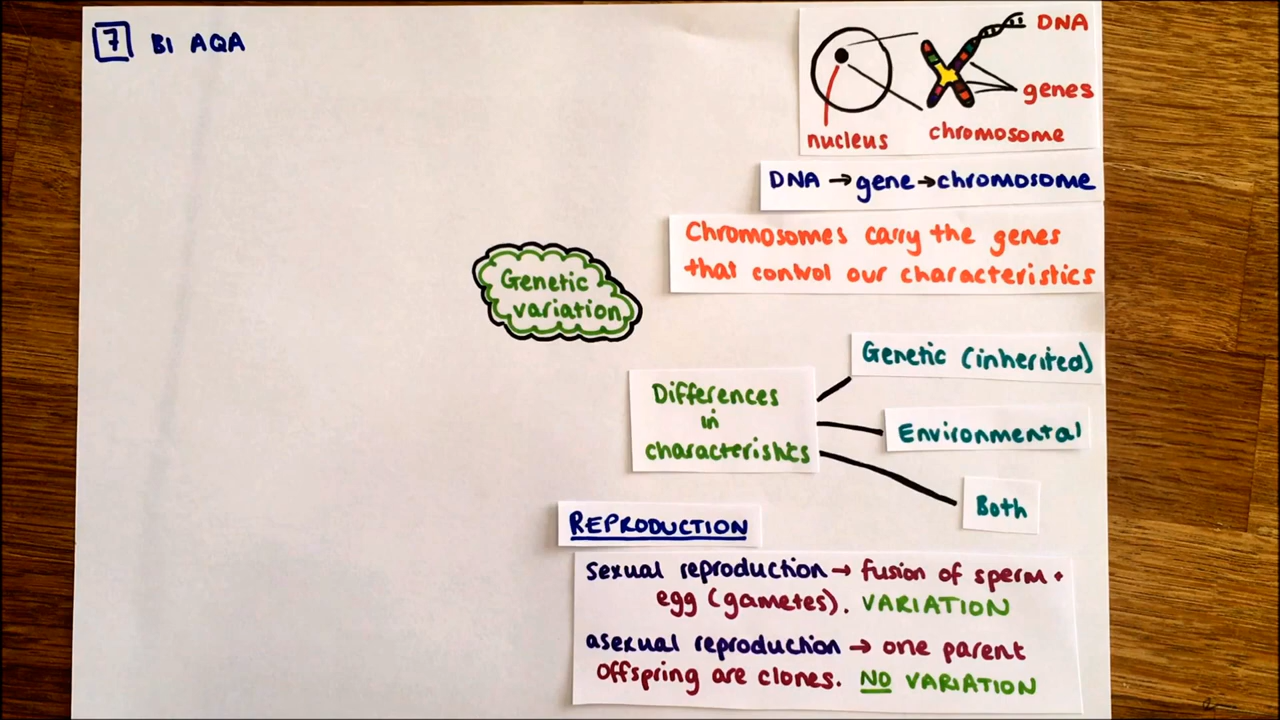 7 B1 AQA
DNA
genes
nucleus
chromosome
DNA → gene → chromosome
Chromosomes carry the genes
that control our characteristics
Genetic
variation
Differences
in
characteristics
Genetic (inherited)
Environmental
Both
REPRODUCTION
Sexual reproduction → fusion of sperm +
egg (gametes). VARIATION
asexual reproduction → one parent
Offspring are clones. NO VARIATION